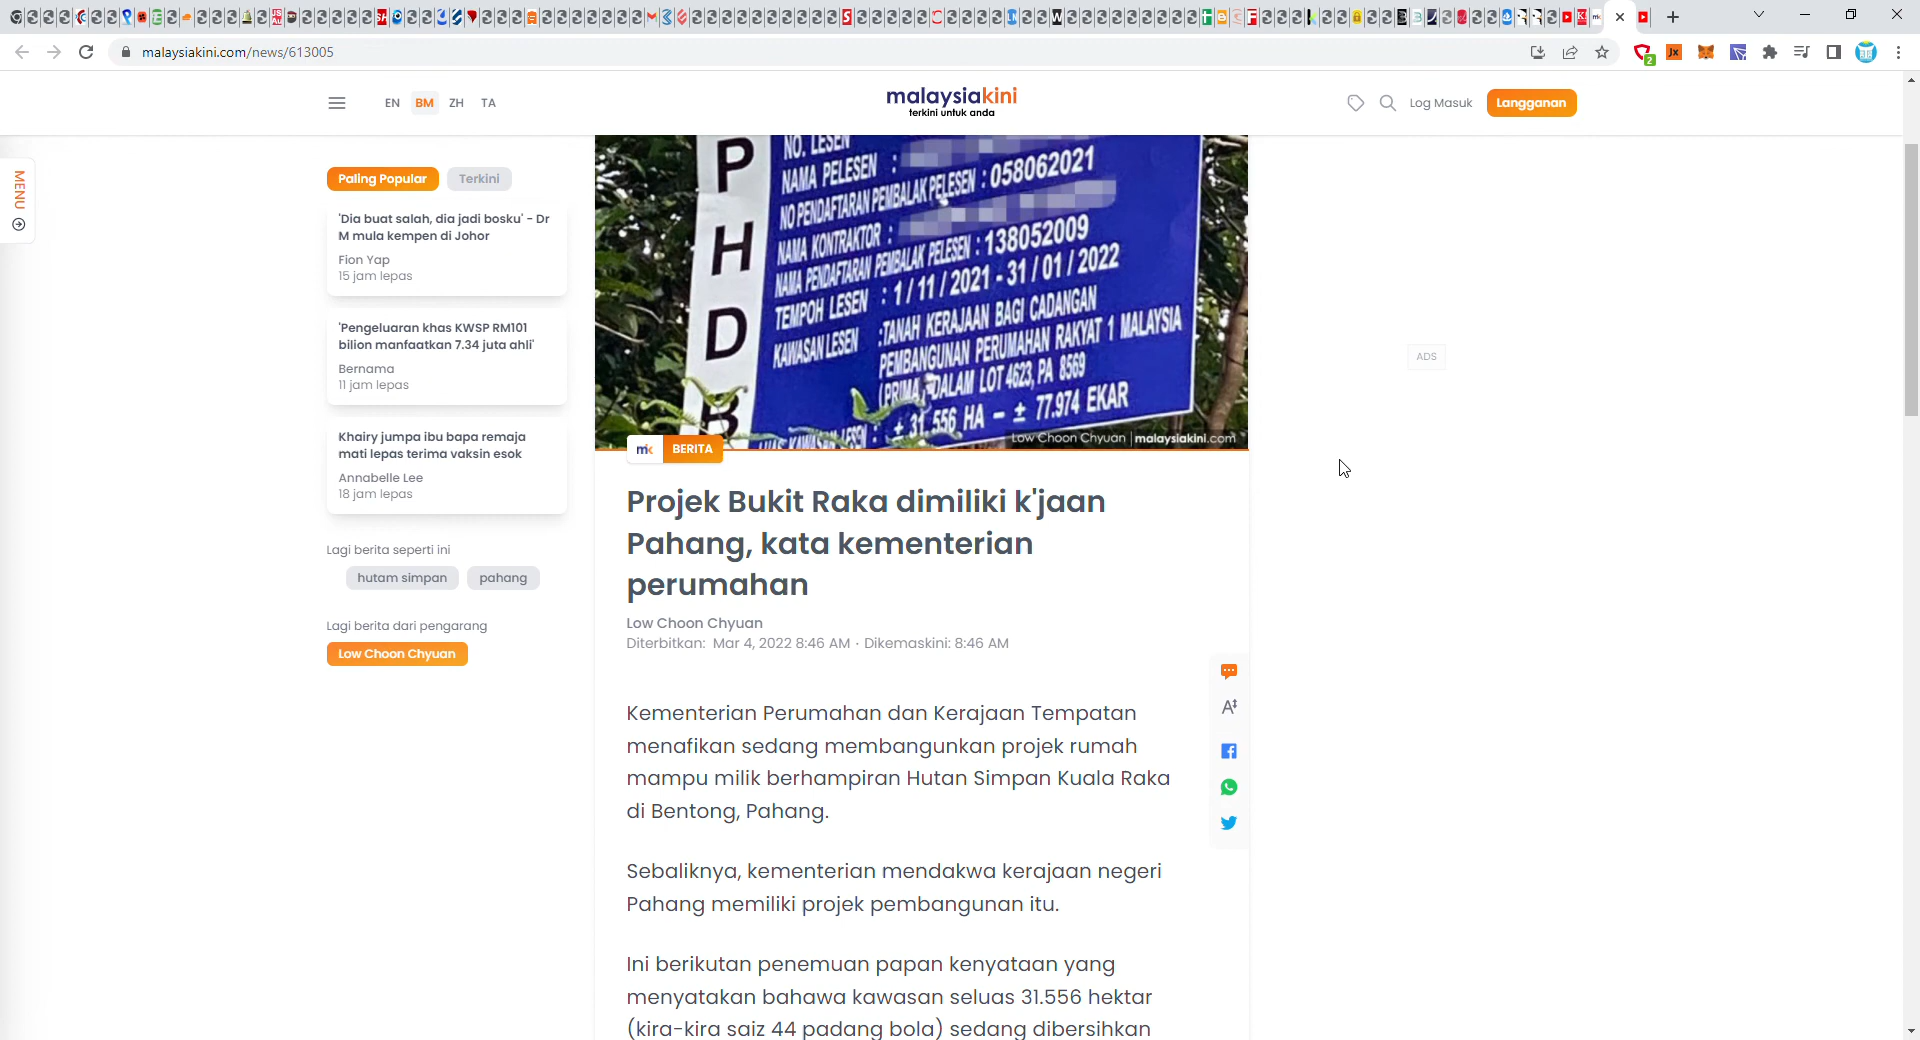 malaysiakini.com/news/613005
2
EN BM ZH TA
malaysiakini
terkini untuk anda
Log Masuk Langganan
MENU
Paling Popular Terkini
'Dia buat salah, dia jadi bosku' - Dr
M mula kempen di Johor
Fion Yap
15 jam lepas
'Pengeluaran khas KWSP RM101
bilion manfaatkan 7.34 juta ahli'
Bernama
11 jam lepas
Khairy jumpa ibu bapa remaja
mati lepas terima vaksin esok
Annabelle Lee
18 jam lepas
Lagi berita seperti ini
hutam simpan pahang
Lagi berita dari pengarang
Low Choon Chyuan
P
H
D
B
NO. LESEN
NAMA PELESEN :
NO PENDAFTARAN PEMBALAK PELESEN : 058062021
NAMA KONTRAKTOR :
NAMA PENDAFTARAN PEMBALAK PELESEN : 138052009
TEMPOH LESEN : 1/11/2021 - 31/01/2022
KAWASAN LESEN :TANAH KERAJAAN BAGI CADANGAN
PEMBANGUNAN PERUMAHAN RAKYAT 1 MALAYSIA
(PRIMA) DALAM LOT 4623, PA 8569
LUAS KAWASAN LESEN : ± 31.556 HA - ± 77.974 EKAR
Low Choon Chyuan | malaysiakini.com
mk BERITA
Projek Bukit Raka dimiliki k'jaan
Pahang, kata kementerian
perumahan
Low Choon Chyuan
Diterbitkan: Mar 4, 2022 8:46 AM · Dikemaskini: 8:46 AM
Kementerian Perumahan dan Kerajaan Tempatan
menafikan sedang membangunkan projek rumah
mampu milik berhampiran Hutan Simpan Kuala Raka
di Bentong, Pahang.
Sebaliknya, kementerian mendakwa kerajaan negeri
Pahang memiliki projek pembangunan itu.
Ini berikutan penemuan papan kenyataan yang
menyatakan bahawa kawasan seluas 31.556 hektar
(kira-kira saiz 44 padang bola) sedang dibersihkan
ADS